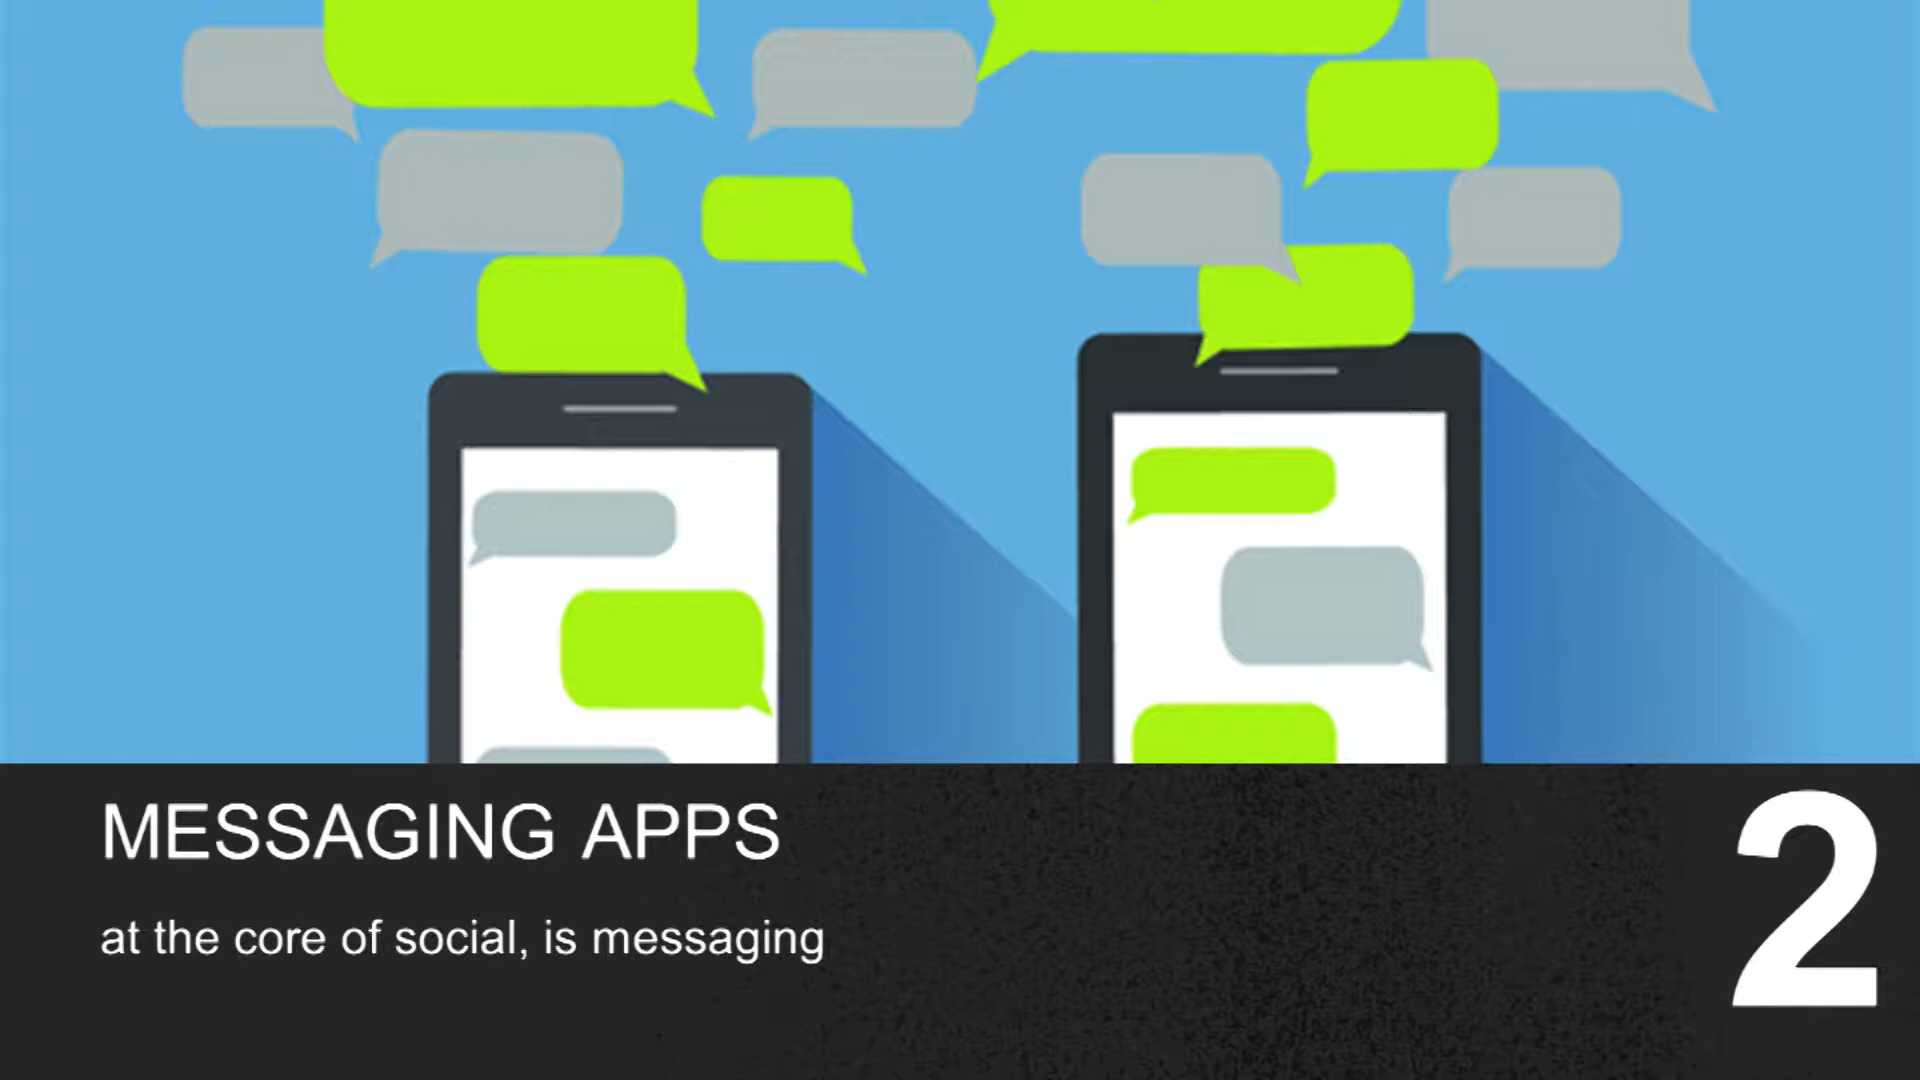 MESSAGING APPS
at the core of social, is messaging
2